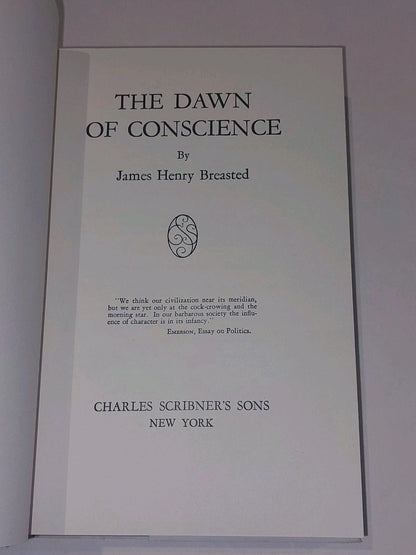 THE DAWN
OF CONSCIENCE
By
James Henry Breasted
"We think our civilization near its meridian,
but we are yet only at the cock-crowing and the
morning star. In our barbarous society the influ-
ence of character is in its infancy."
EMERSON, Essay on Politics.
CHARLES SCRIBNER'S SONS
NEW YORK